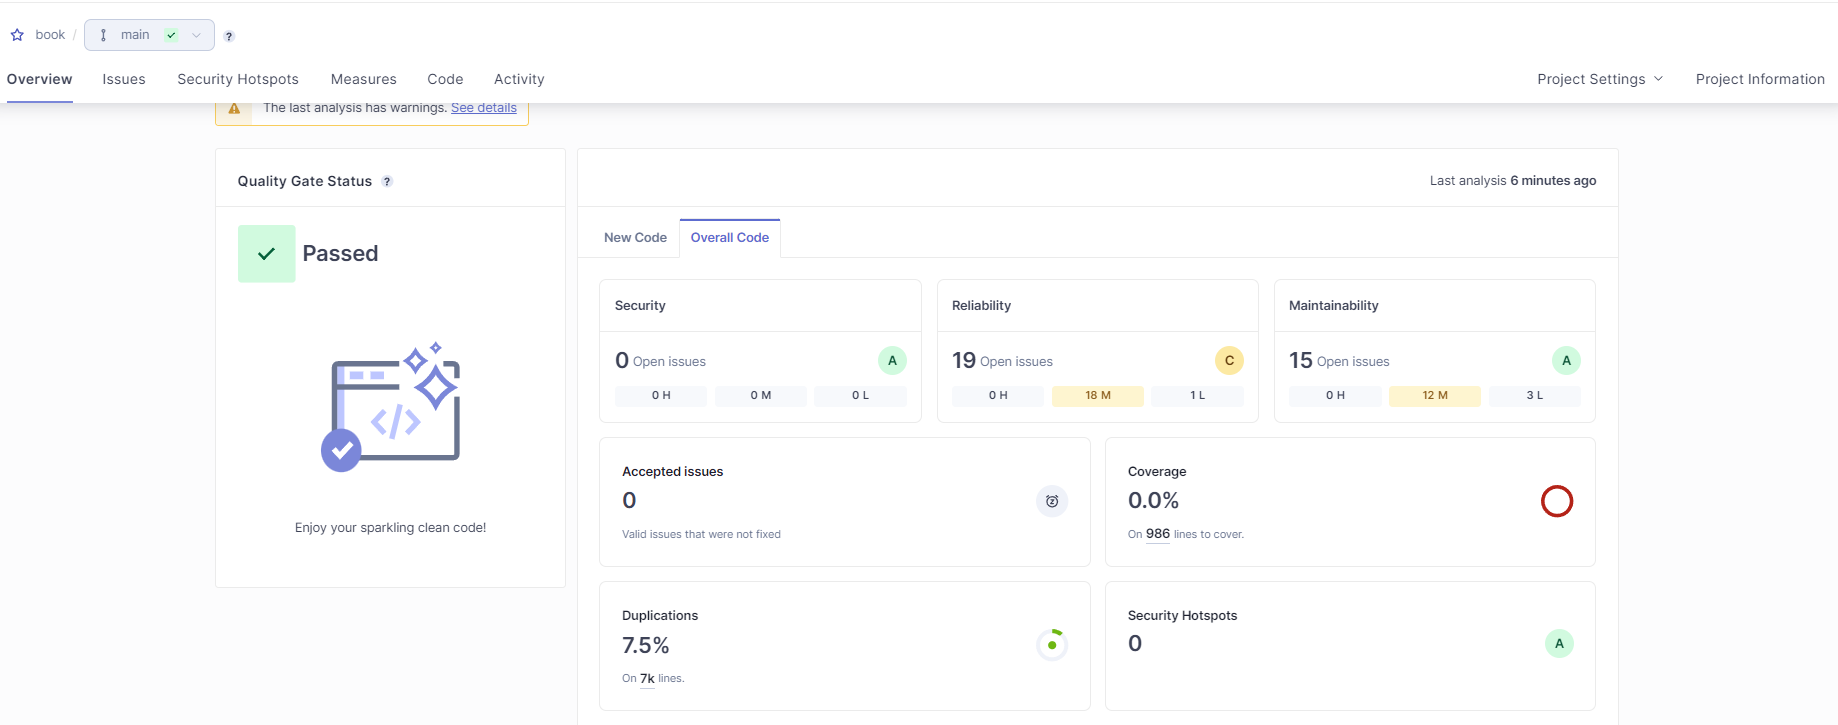 book / main
Overview Issues Security Hotspots Measures Code Activity Project Settings Project Information
The last analysis has warnings. See details
Quality Gate Status ?
Passed
Enjoy your sparkling clean code!
Last analysis 6 minutes ago
New Code Overall Code
Security
0 Open issues A
0 H 0 M 0 L
Reliability
19 Open issues C
0 H 18 M 1 L
Maintainability
15 Open issues A
0 H 12 M 3 L
Accepted issues
0
Valid issues that were not fixed
Coverage
0.0%
On 986 lines to cover.
Duplications
7.5%
On 7k lines.
Security Hotspots
0 A